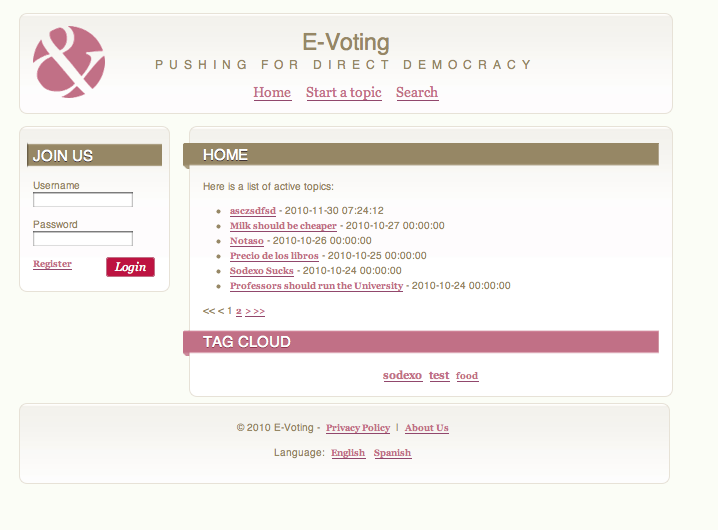 &
E-Voting
PUSHING FOR DIRECT DEMOCRACY
Home Start a topic Search
JOIN US
Username
Password
Register Login
HOME
Here is a list of active topics:
asczsdfsd - 2010-11-30 07:24:12
Milk should be cheaper - 2010-10-27 00:00:00
Notaso - 2010-10-26 00:00:00
Precio de los libros - 2010-10-25 00:00:00
Sodexo Sucks - 2010-10-24 00:00:00
Professors should run the University - 2010-10-24 00:00:00
<< < 1 2 > >>
TAG CLOUD
sodexo test food
© 2010 E-Voting - Privacy Policy | About Us
Language: English Spanish